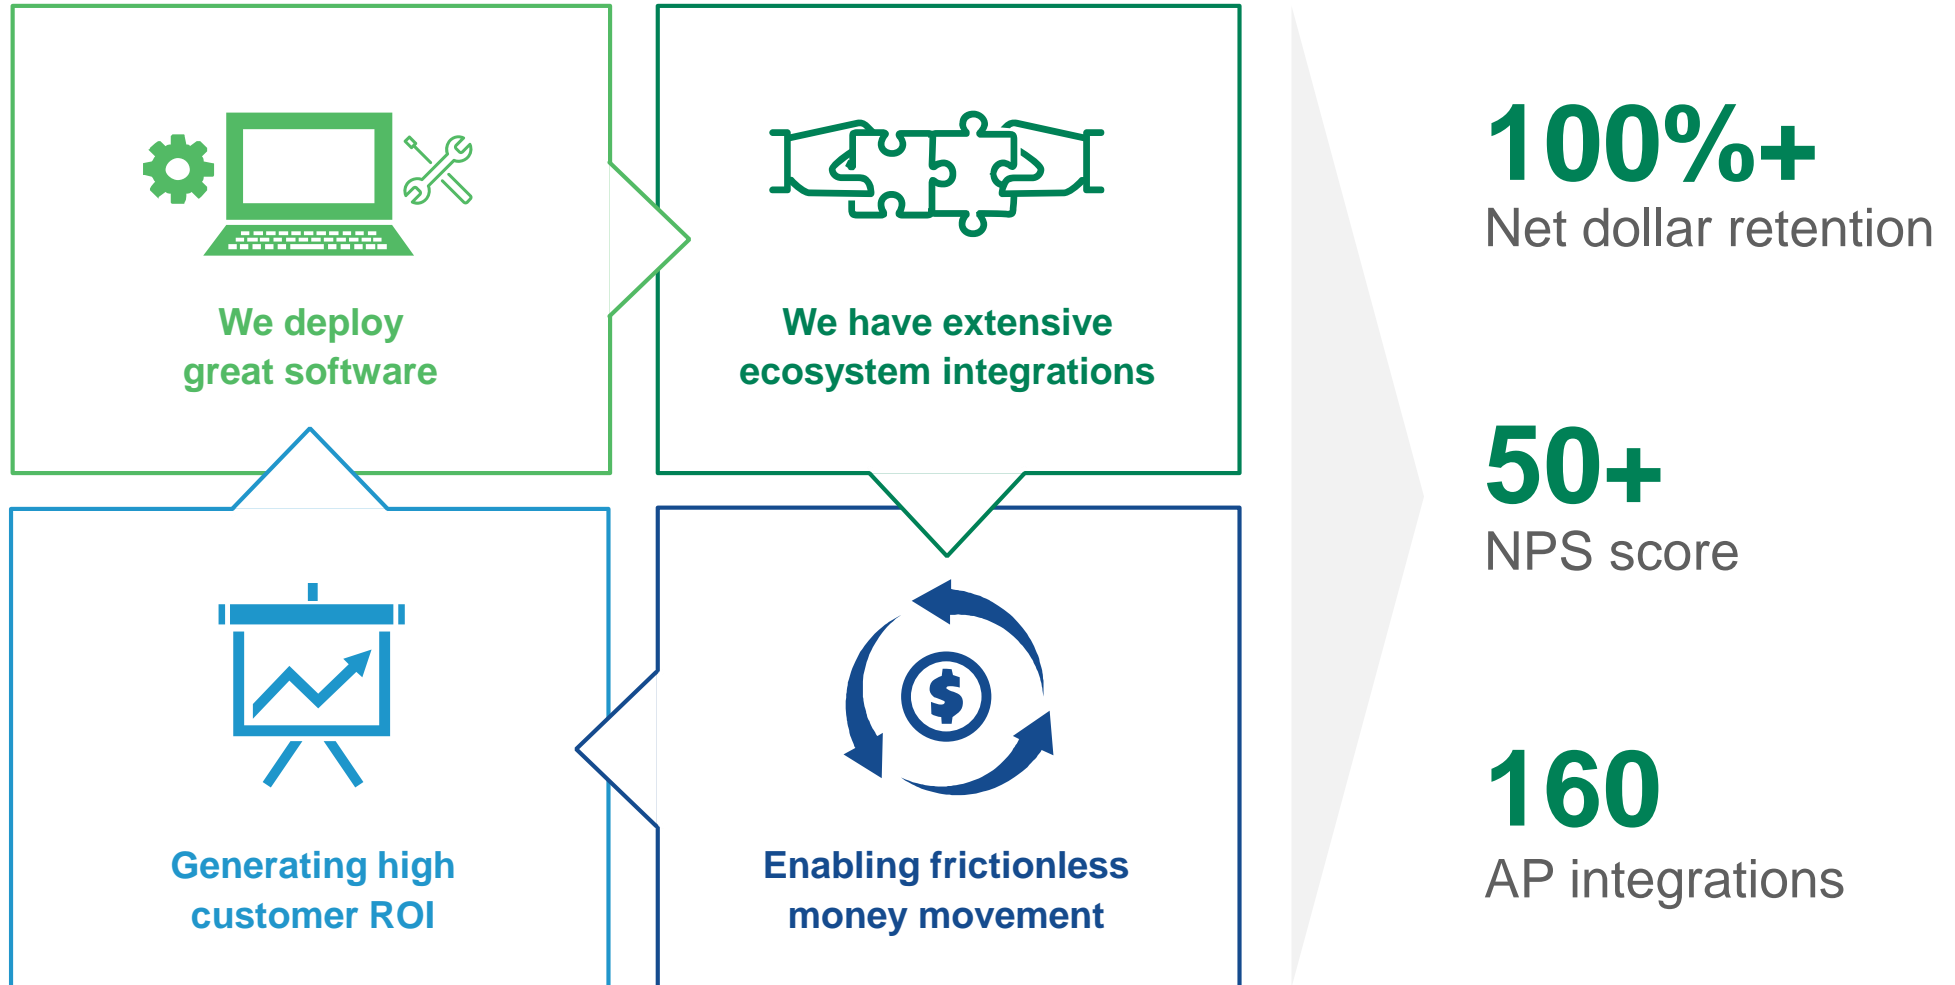 We deploy
great software
We have extensive
ecosystem integrations
Generating high
customer ROI
$
Enabling frictionless
money movement
100%+
Net dollar retention
50+
NPS score
160
AP integrations